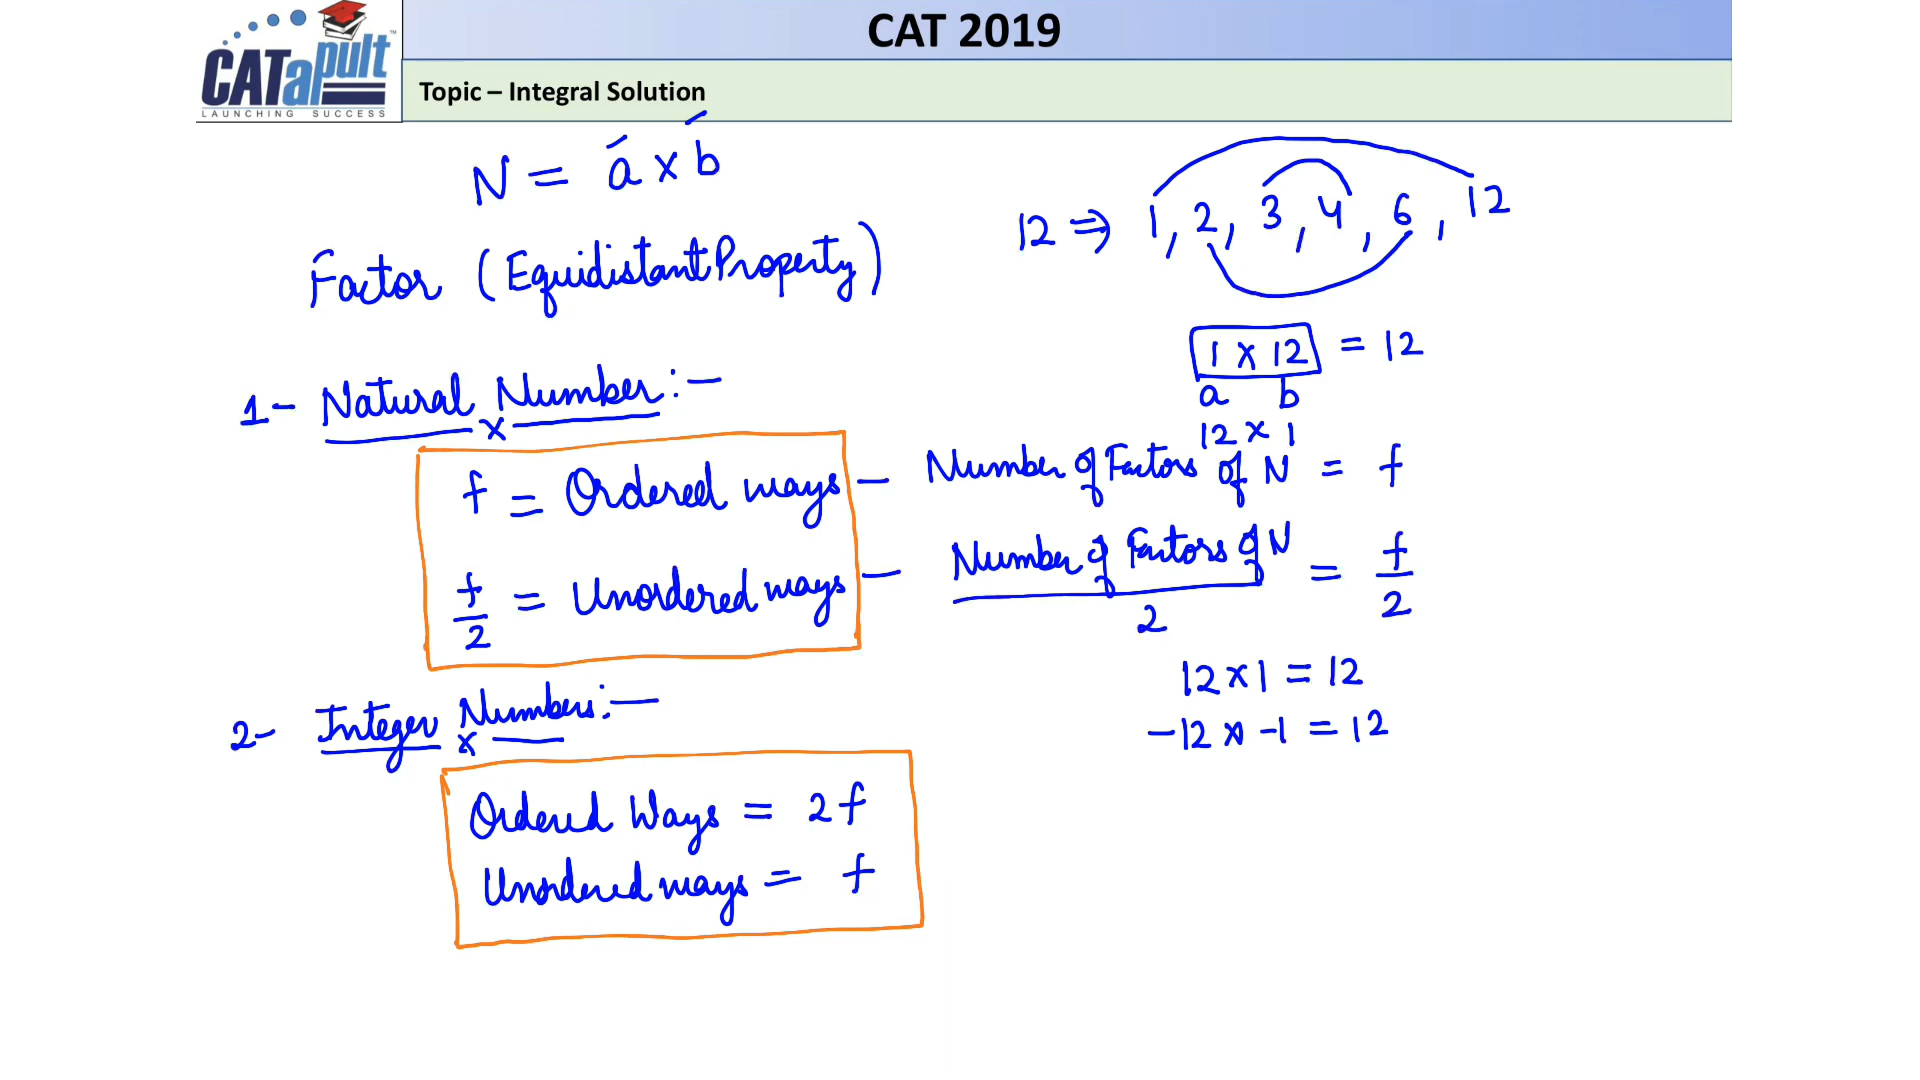 CATapult™
LAUNCHING SUCCESS
CAT 2019
Topic – Integral Solution
N = a x b
Factor (Equidistant Property)
12 ⇒ 1, 2, 3, 4, 6, 12
1 x 12 = 12
a b
12 x 1
1- Natural Number:-
x
f = Ordered ways - Number of Factors of N = f
f/2 = Unordered ways - Number of Factors of N / 2 = f/2
12 x 1 = 12
-12 x -1 = 12
2- Integer Numbers:-
x
Ordered Ways = 2f
Unordered ways = f